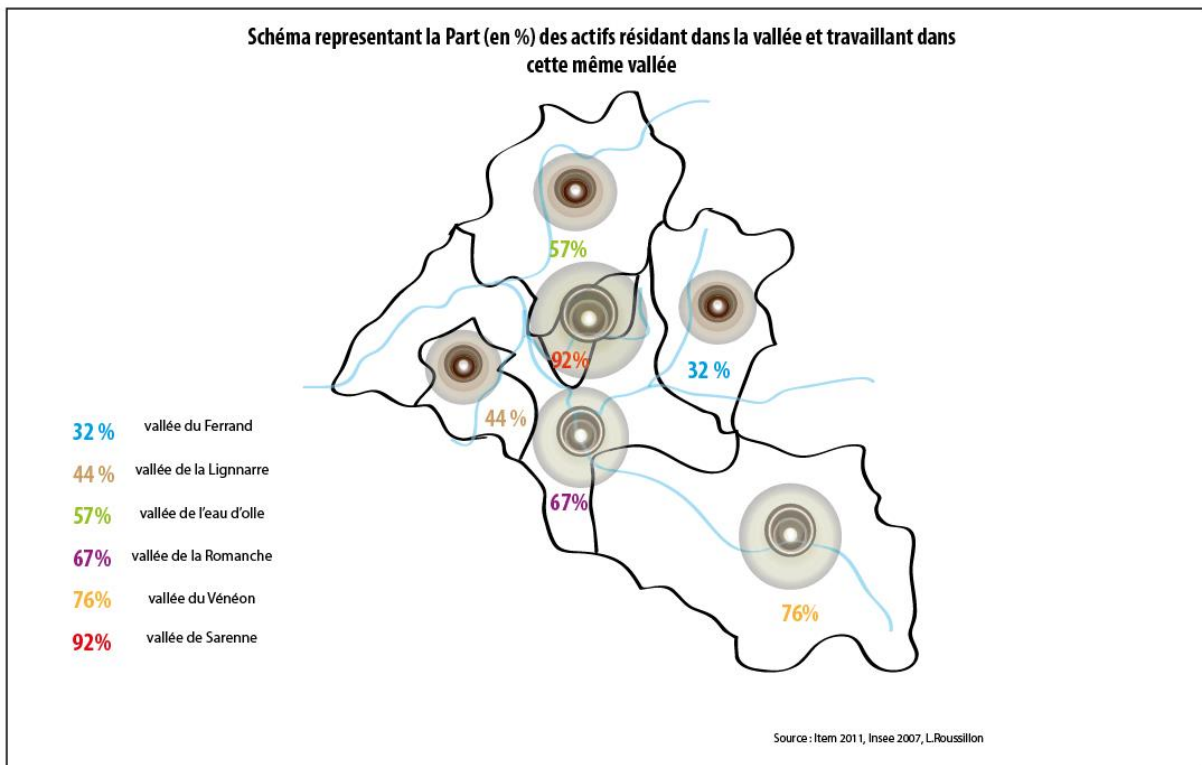 Schéma representant la Part (en %) des actifs résidant dans la vallée et travaillant dans
cette même vallée
57%
92%
32 %
44 %
67%
76%
32 % vallée du Ferrand
44 % vallée de la Lignnarre
57% vallée de l'eau d'olle
67% vallée de la Romanche
76% vallée du Vénéon
92% vallée de Sarenne
Source : Item 2011, Insee 2007, L.Roussillon